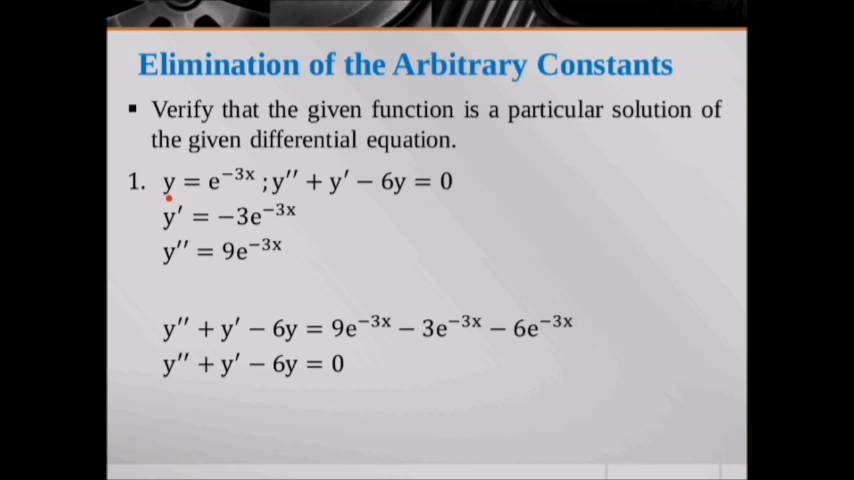 Elimination of the Arbitrary Constants
▪ Verify that the given function is a particular solution of
the given differential equation.
1. y = e⁻³ˣ ; y′′ + y′ − 6y = 0
y′ = −3e⁻³ˣ
y′′ = 9e⁻³ˣ
y′′ + y′ − 6y = 9e⁻³ˣ − 3e⁻³ˣ − 6e⁻³ˣ
y′′ + y′ − 6y = 0